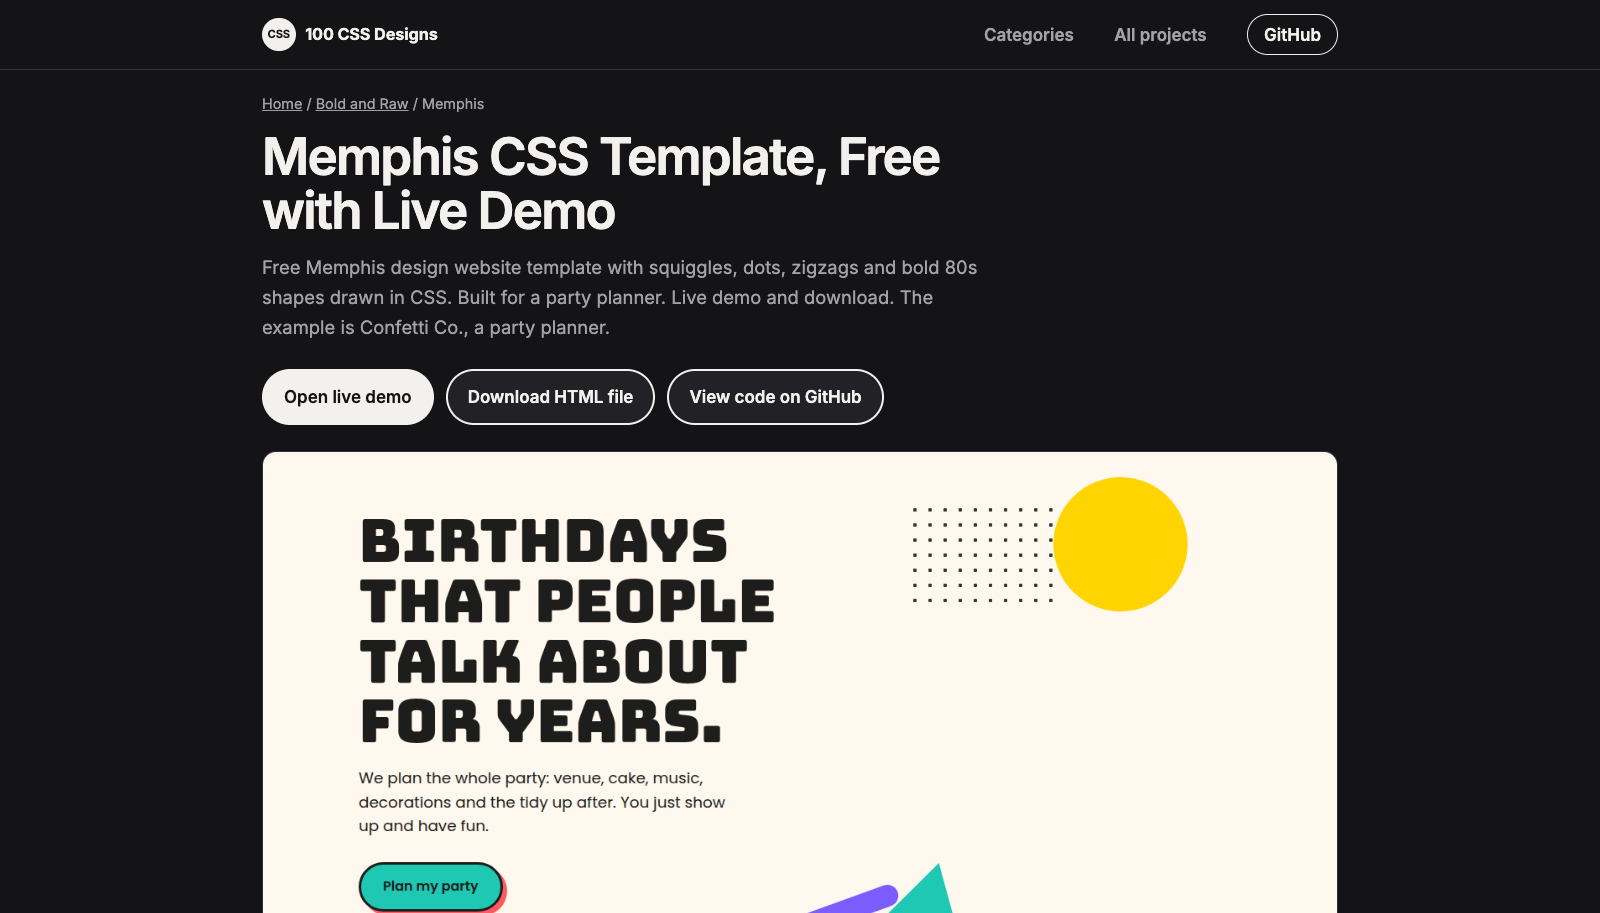 CSS 100 CSS Designs
Categories
All projects
GitHub
Home / Bold and Raw / Memphis
Memphis CSS Template, Free
with Live Demo
Free Memphis design website template with squiggles, dots, zigzags and bold 80s
shapes drawn in CSS. Built for a party planner. Live demo and download. The
example is Confetti Co., a party planner.
Open live demo
Download HTML file
View code on GitHub
BIRTHDAYS
THAT PEOPLE
TALK ABOUT
FOR YEARS.
We plan the whole party: venue, cake, music,
decorations and the tidy up after. You just show
up and have fun.
Plan my party